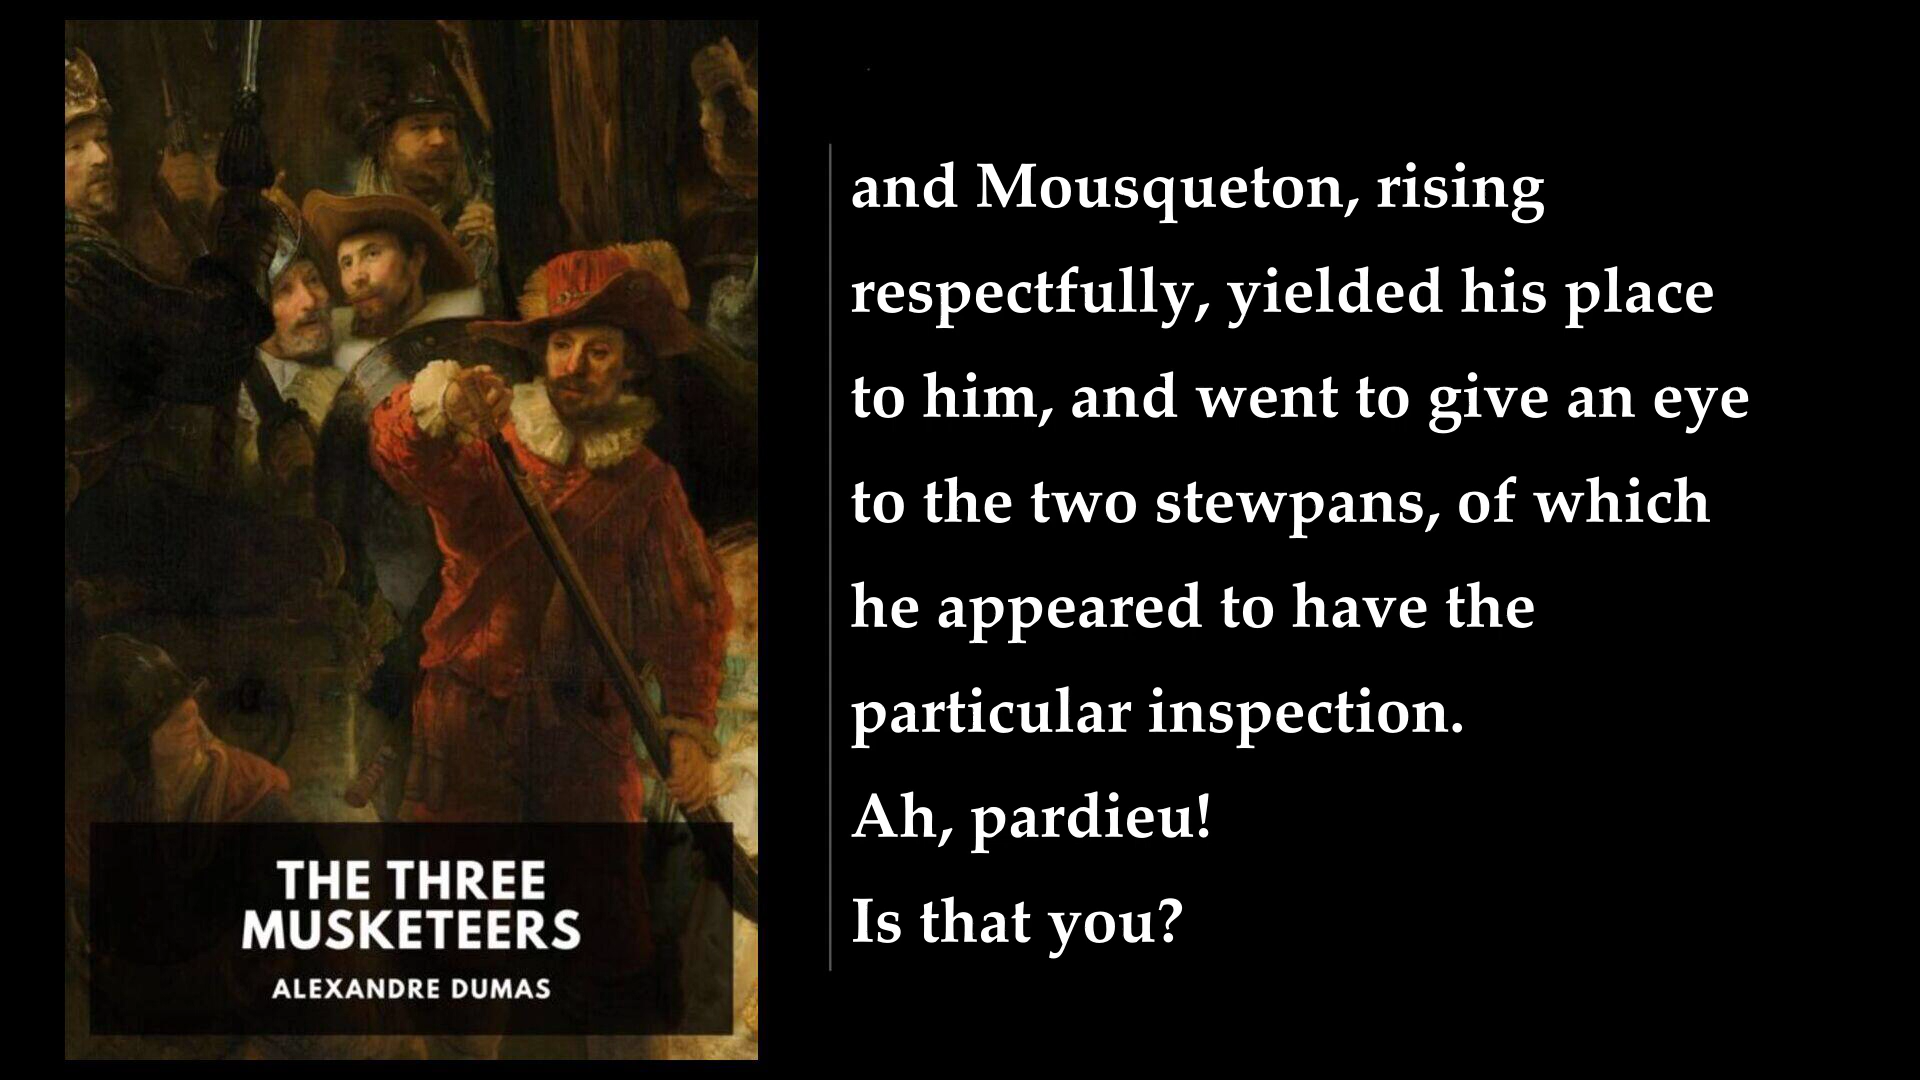 THE THREE
MUSKETEERS
ALEXANDRE DUMAS
and Mousqueton, rising
respectfully, yielded his place
to him, and went to give an eye
to the two stewpans, of which
he appeared to have the
particular inspection.
Ah, pardieu!
Is that you?